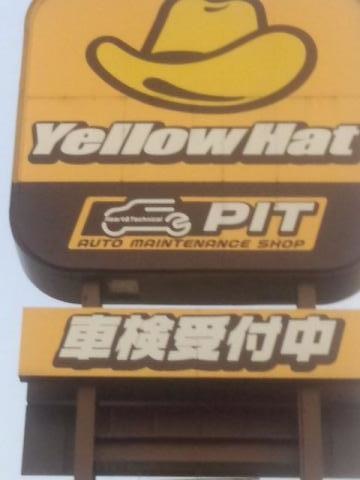 YellowHat
PIT
AUTO MAINTENANCE SHOP
車検受付中